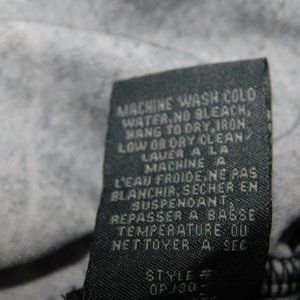 MACHINE WASH COLD
WATER, NO BLEACH,
HANG TO DRY, IRON
LOW OR DRY CLEAN/
LAVER A LA
MACHINE A
L'EAU FROIDE, NE PAS
BLANCHIR, SECHER EN
SUSPENDANT,
REPASSER A BASSE
TEMPERATURE OU
NETTOYER A SEC
STYLE #